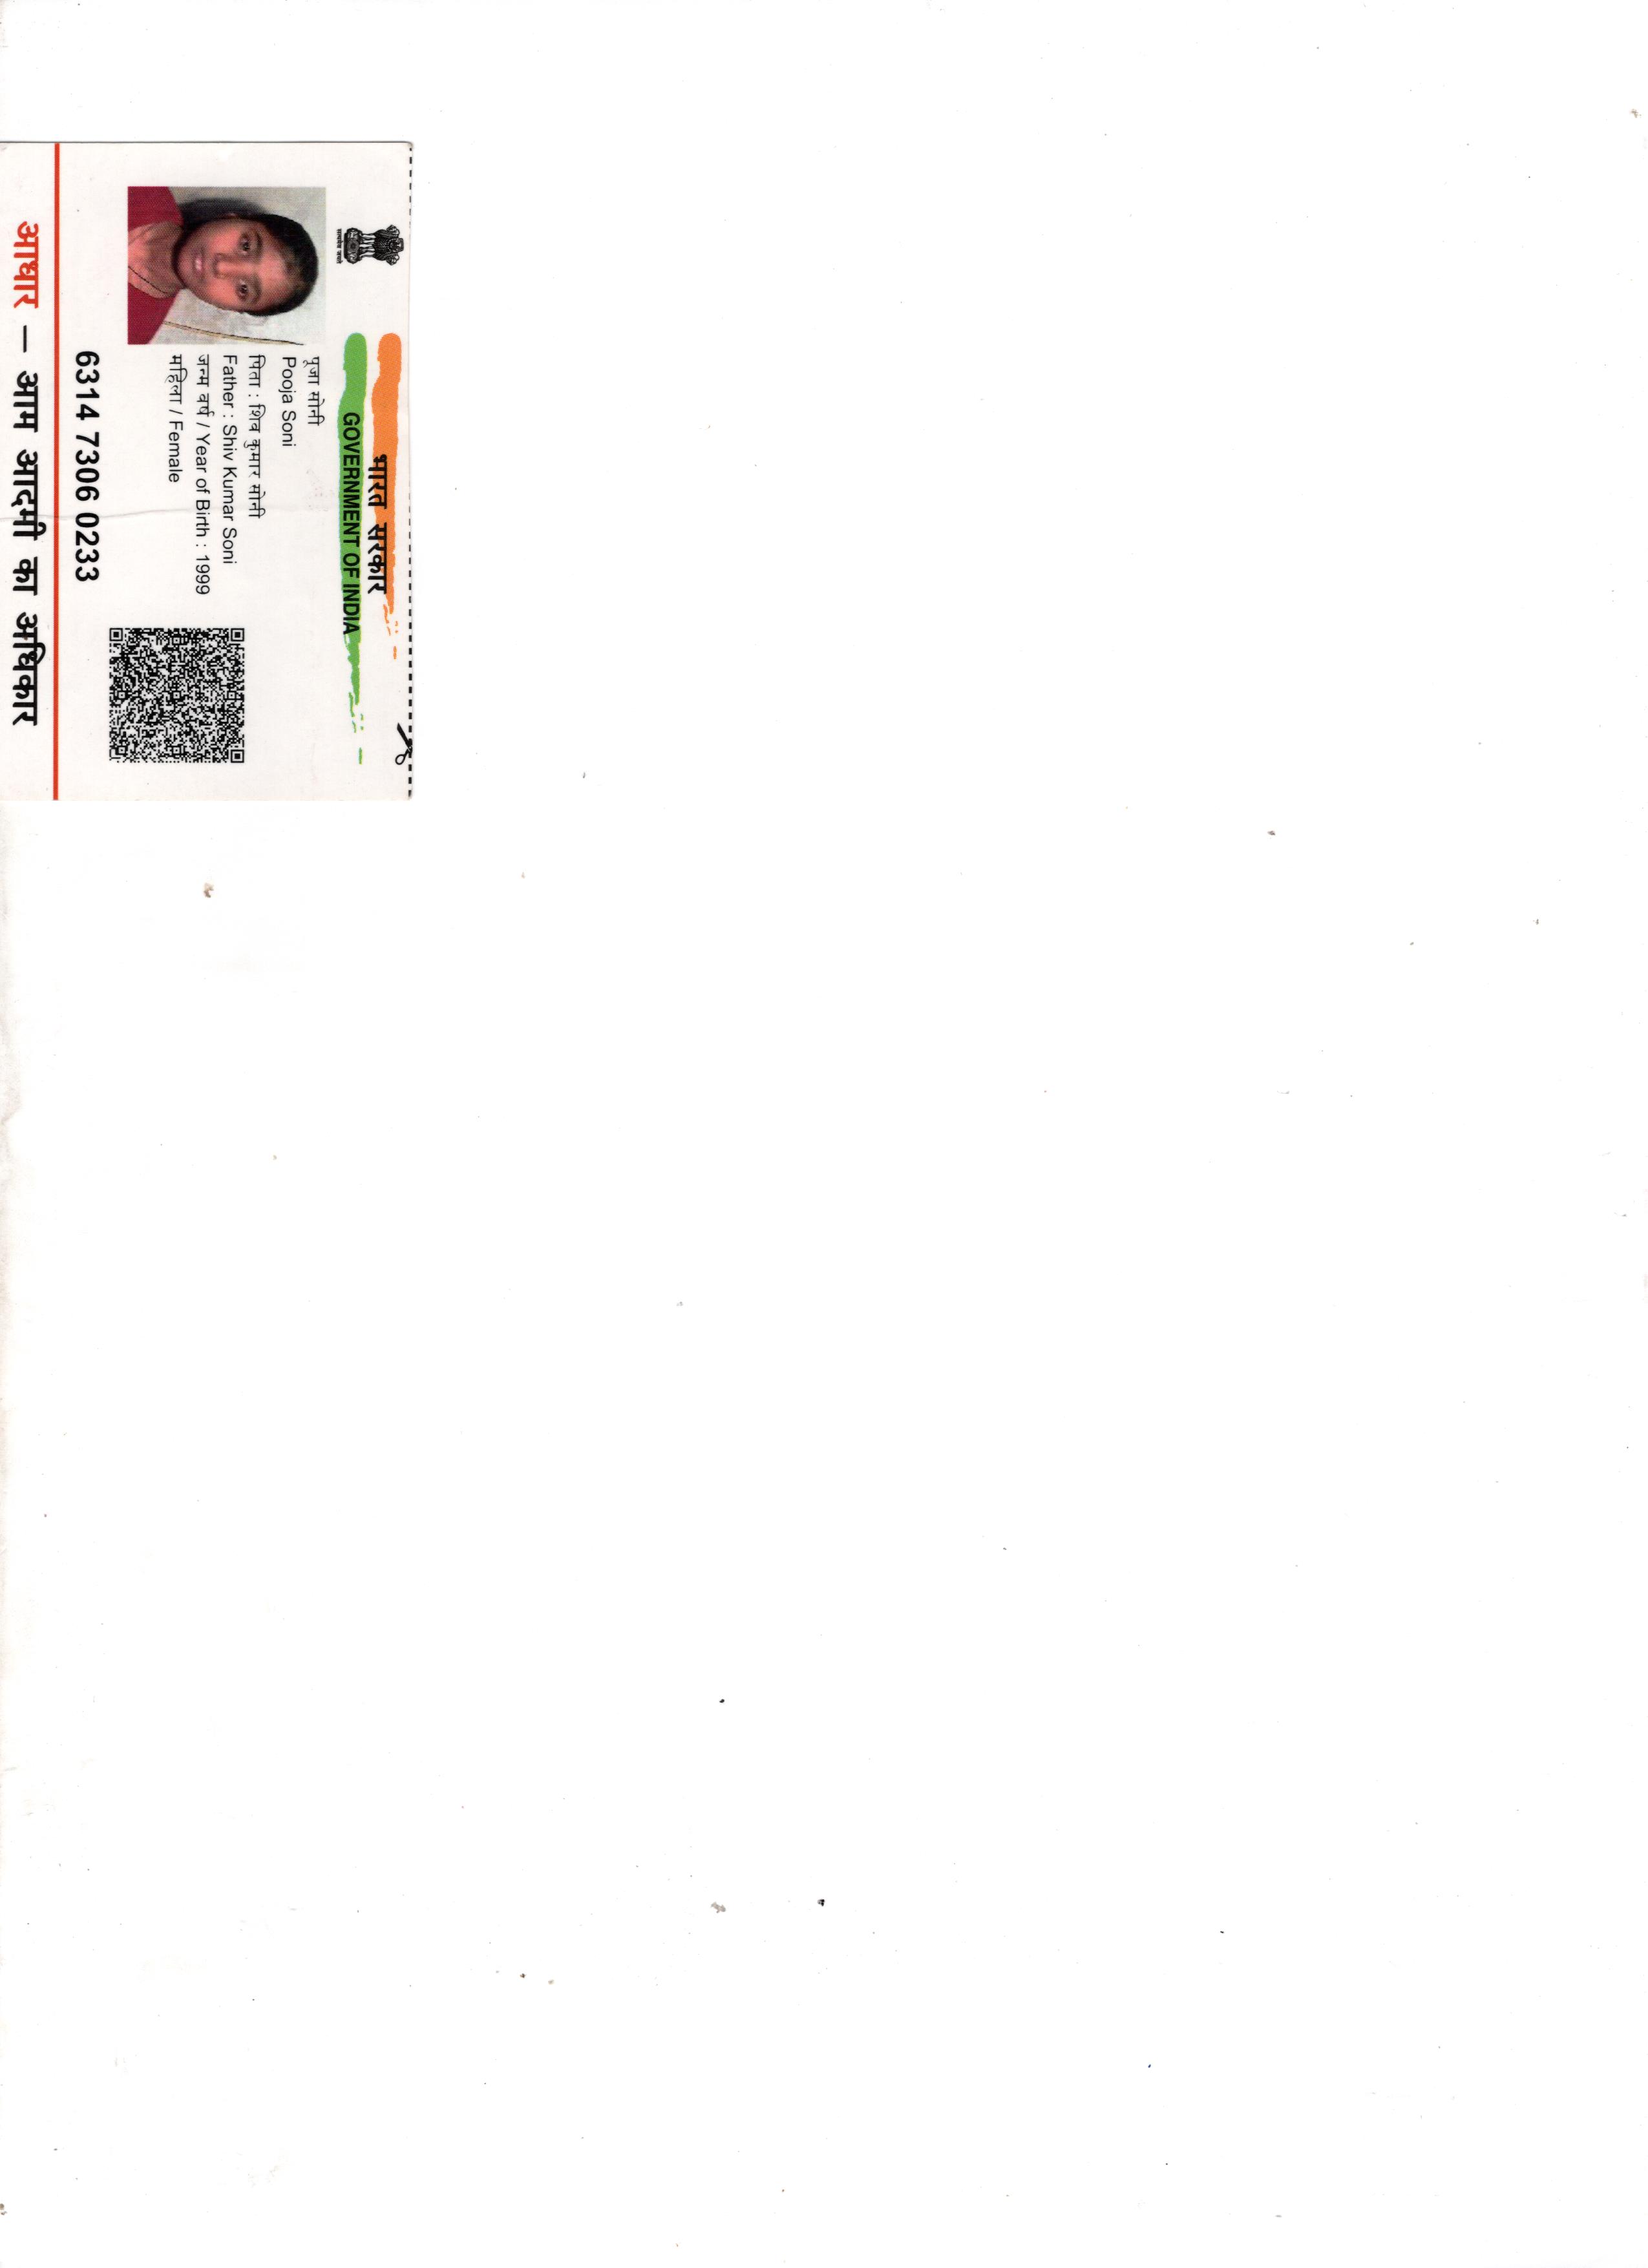 भारत सरकार
GOVERNMENT OF INDIA
सत्यमेव जयते
पूजा सोनी
Pooja Soni
पिता : शिव कुमार सोनी
Father : Shiv Kumar Soni
जन्म वर्ष / Year of Birth : 1999
महिला / Female
6314 7306 0233
आधार — आम आदमी का अधिकार